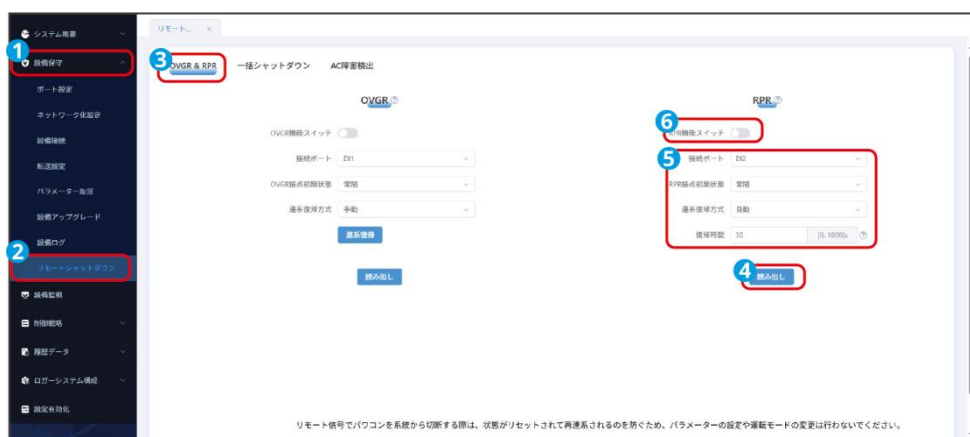 システム概要
リモート... ×
1
設備保守
3
OVGR & RPR
一括シャットダウン
AC障害検出
ポート設定
ネットワーク化設定
設備接続
転送設定
パラメーター設定
設備アップグレード
設備ログ
2
リモートシャットダウン
設備監視
制御戦略
履歴データ
ロガーシステム構成
設定有効化
OVGR
OVGR機能スイッチ
接続ポート DI1
OVGR接点初期状態 常開
連系復帰方式 手動
連系復帰
読み出し
RPR
6
RPR機能スイッチ
5
接続ポート DI2
RPR接点初期状態 常開
連系復帰方式 自動
復帰時間 10 [0, 1800]s
4
読み出し
リモート信号でパワコンを系統から切断する際は、状態がリセットされて再連系されるのを防ぐため、パラメーターの設定や運転モードの変更は行わないでください。